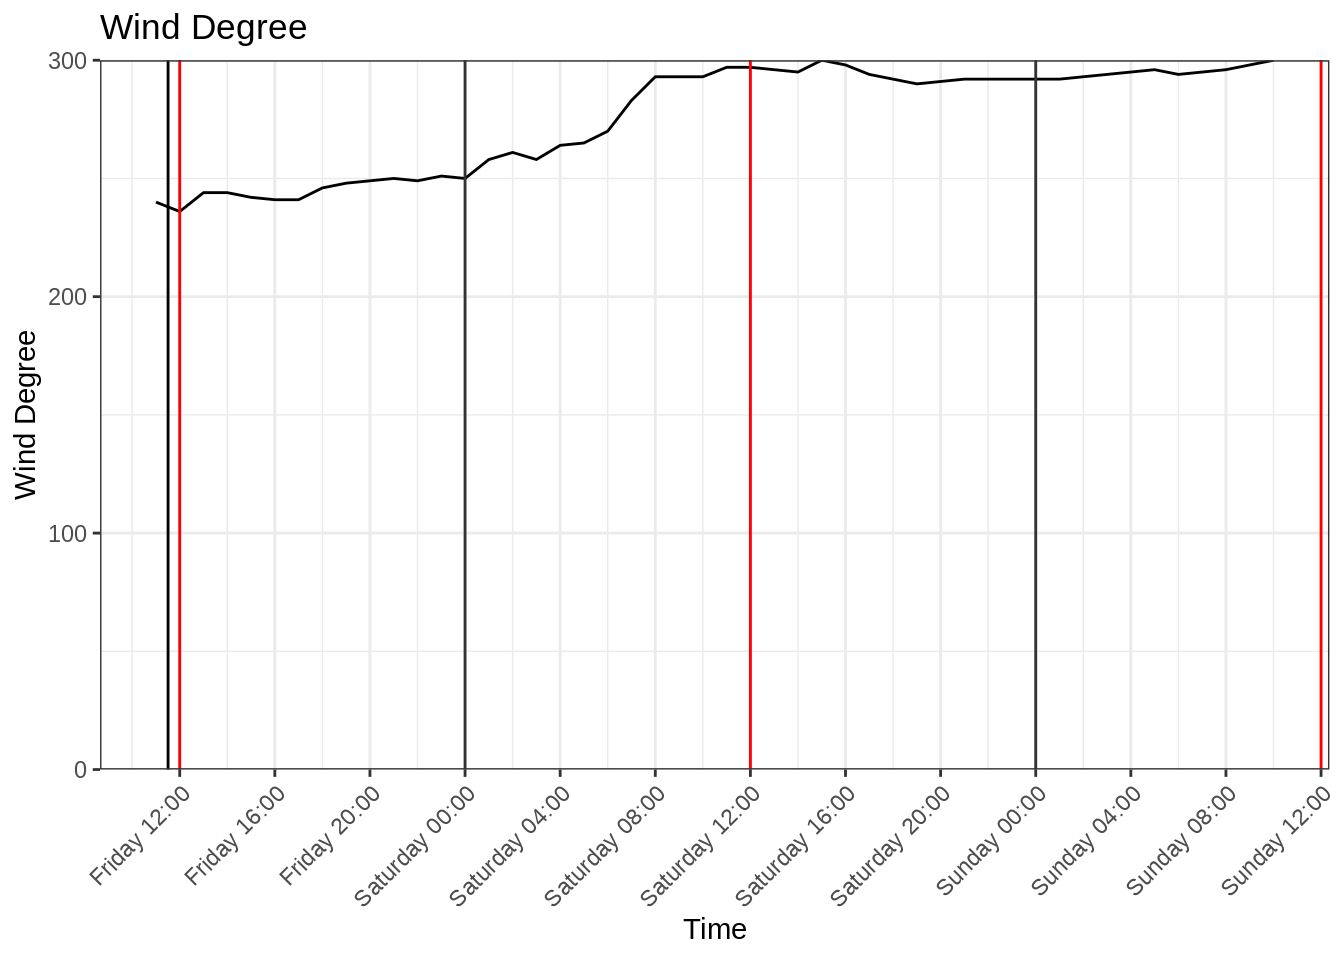 Wind Degree
300
200
100
0
Wind Degree
Friday 12:00
Friday 16:00
Friday 20:00
Saturday 00:00
Saturday 04:00
Saturday 08:00
Saturday 12:00
Saturday 16:00
Saturday 20:00
Sunday 00:00
Sunday 04:00
Sunday 08:00
Sunday 12:00
Time